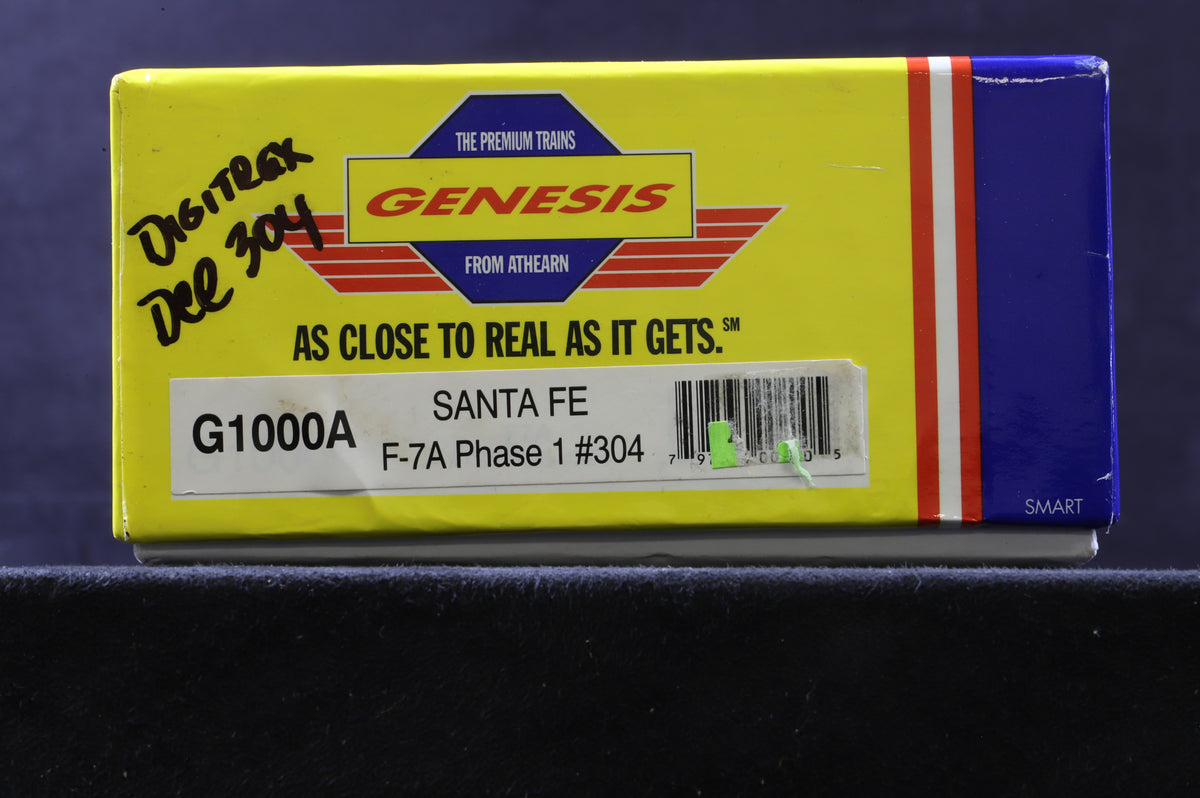 DIGITRAX
DCC 304
THE PREMIUM TRAINS
GENESIS
FROM ATHEARN
AS CLOSE TO REAL AS IT GETS.℠
G1000A
SANTA FE
F-7A Phase 1 #304
SMART